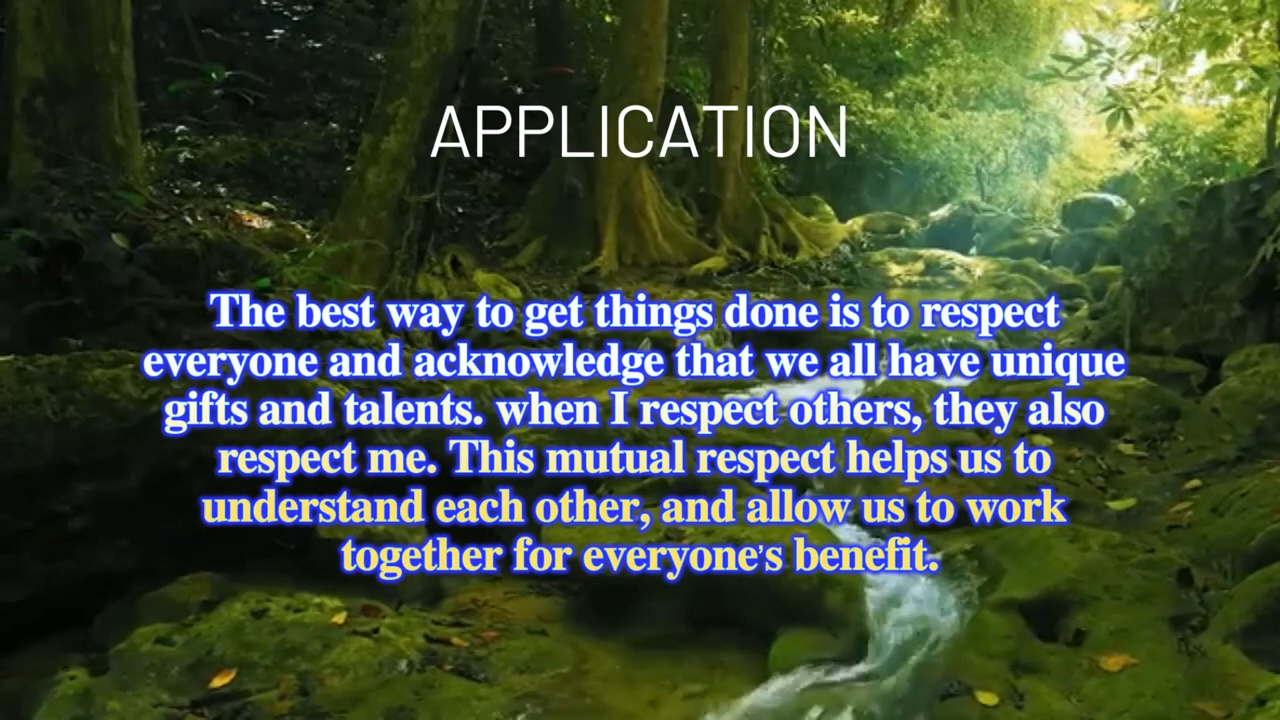 APPLICATION
The best way to get things done is to respect
everyone and acknowledge that we all have unique
gifts and talents. when I respect others, they also
respect me. This mutual respect helps us to
understand each other, and allow us to work
together for everyone's benefit.